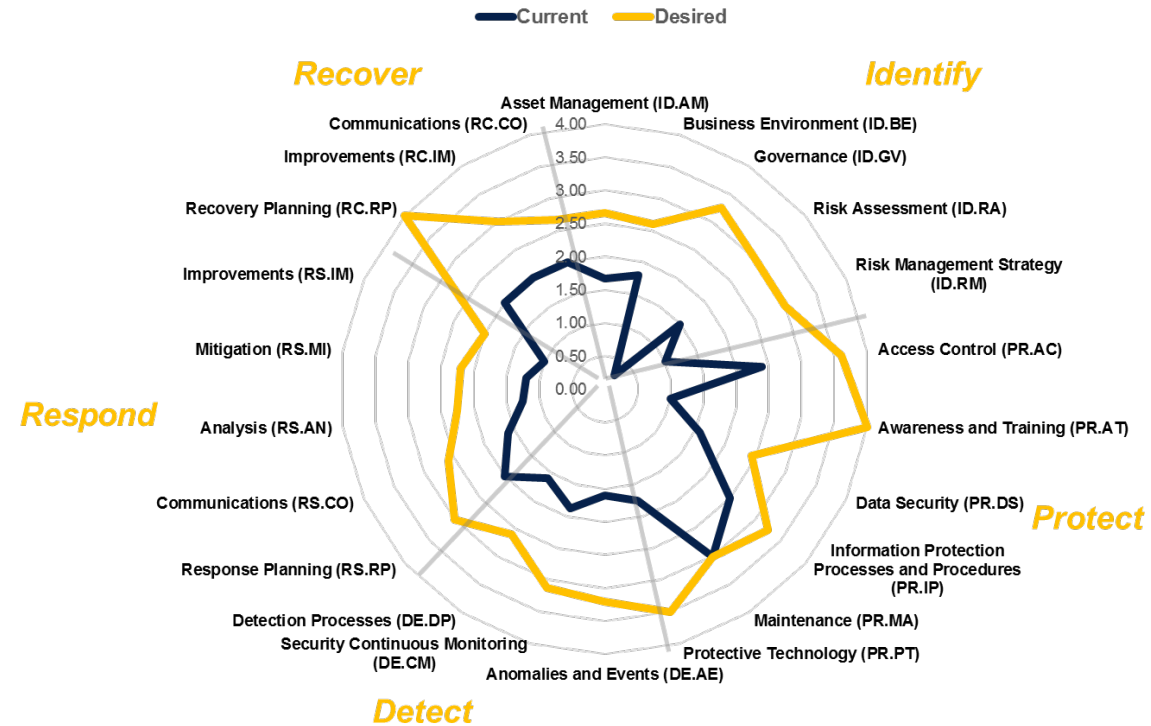 Current Desired
Recover
Identify
Asset Management (ID.AM)
Communications (RC.CO)
Business Environment (ID.BE)
Improvements (RC.IM)
Governance (ID.GV)
Recovery Planning (RC.RP)
Risk Assessment (ID.RA)
Improvements (RS.IM)
Risk Management Strategy
(ID.RM)
Mitigation (RS.MI)
Access Control (PR.AC)
Respond
Analysis (RS.AN)
Awareness and Training (PR.AT)
Communications (RS.CO)
Data Security (PR.DS)
Protect
Response Planning (RS.RP)
Information Protection
Processes and Procedures
(PR.IP)
Detection Processes (DE.DP)
Maintenance (PR.MA)
Security Continuous Monitoring
(DE.CM)
Protective Technology (PR.PT)
Anomalies and Events (DE.AE)
Detect
4.00
3.50
3.00
2.50
2.00
1.50
1.00
0.50
0.00